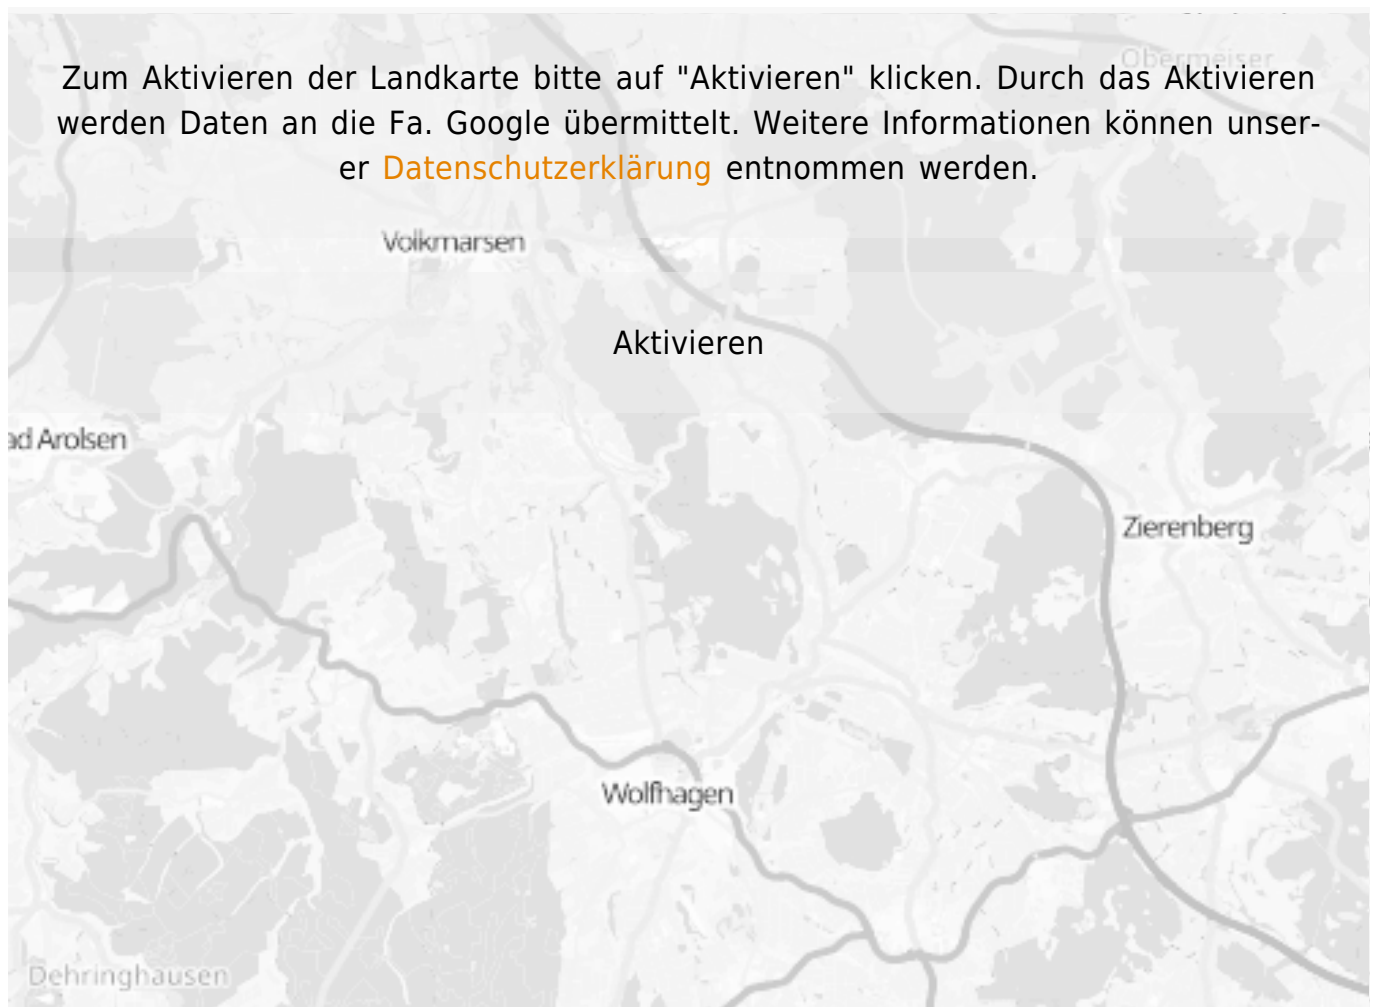 Obermeiser
Zum Aktivieren der Landkarte bitte auf "Aktivieren" klicken. Durch das Aktivieren
werden Daten an die Fa. Google übermittelt. Weitere Informationen können unser-
er Datenschutzerklärung entnommen werden.
Volkmarsen
Aktivieren
ad Arolsen
Zierenberg
Wolfhagen
Dehringhausen